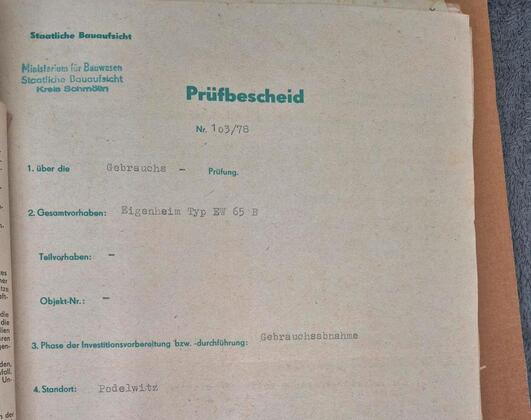 Staatliche Bauaufsicht
Ministerium für Bauwesen
Staatliche Bauaufsicht
Kreis Schmölln
Prüfbescheid
Nr. 103/78
1. über die Gebrauchs - Prüfung.
2. Gesamtvorhaben: Eigenheim Typ EW 65 B
Teilvorhaben: -
Objekt-Nr.: -
3. Phase der Investitionsvorbereitung bzw. -durchführung: Gebrauchsabnahme
4. Standort: Podelwitz